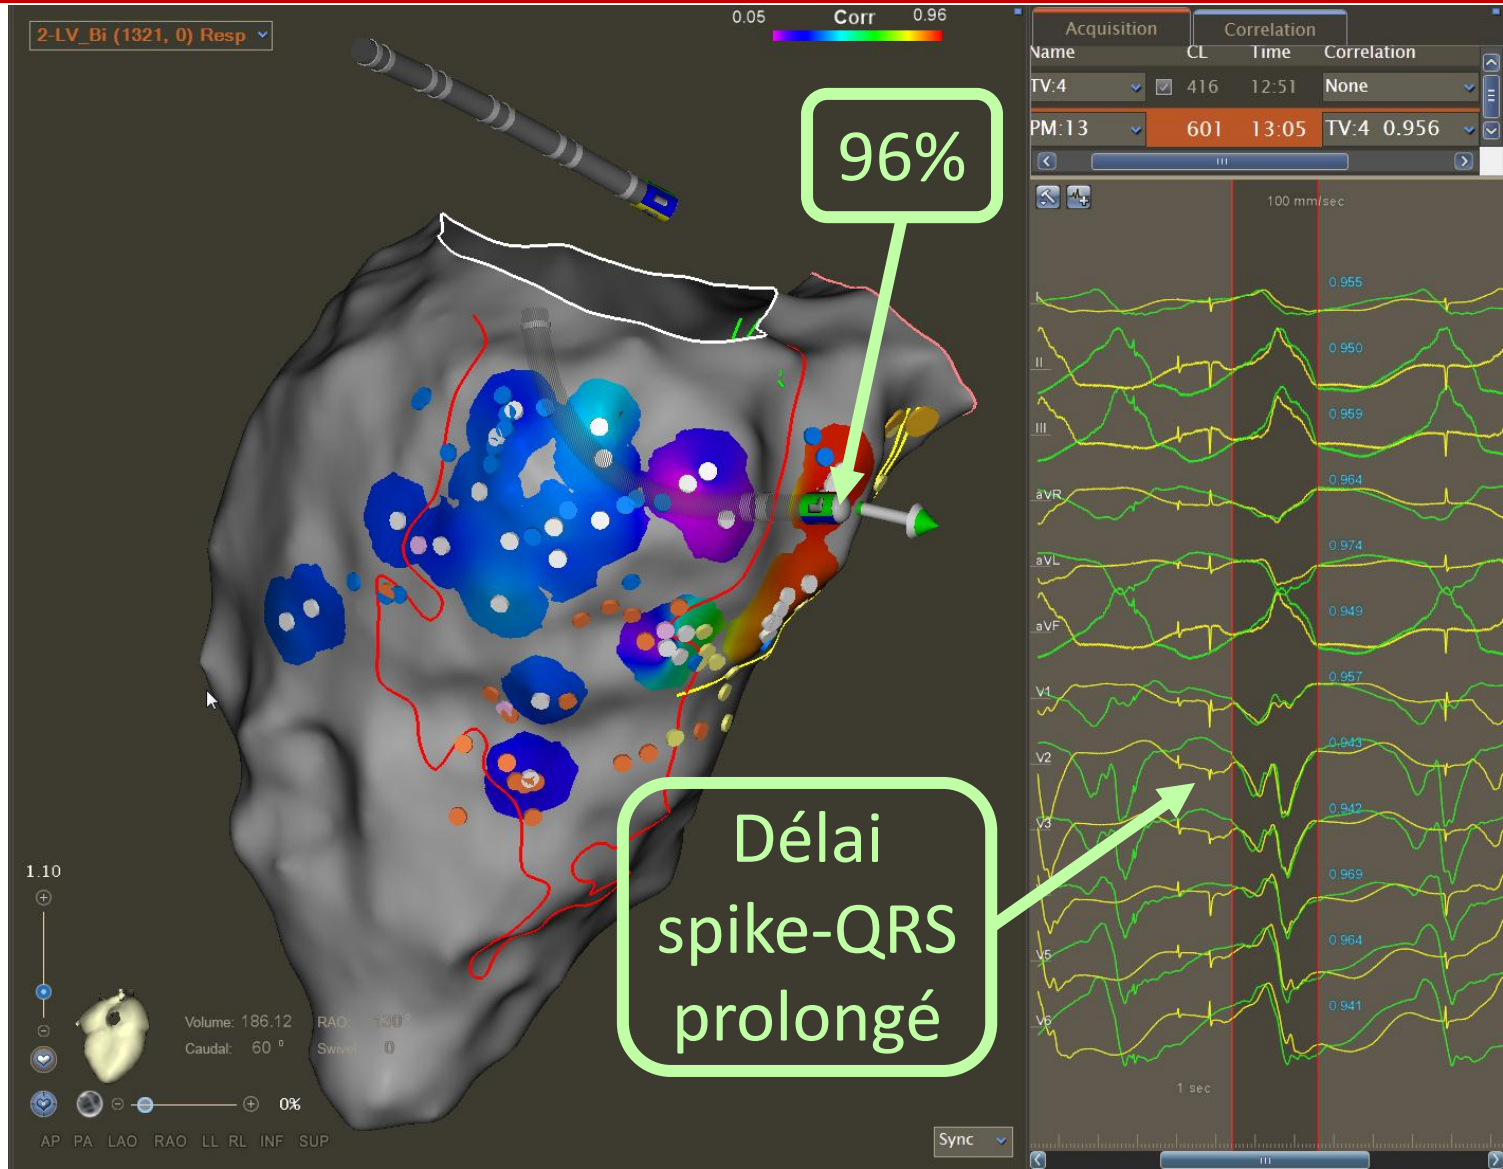 2-LV_Bi (1321, 0) Resp
0.05 Corr 0.96
96%
Délai
spike-QRS
prolongé
1.10
Volume: 186.12 RAO: 130°
Caudal: 60° Swivel 0
0%
AP PA LAO RAO LL RL INF SUP
Sync
Acquisition Correlation
Name CL Time Correlation
TV:4 416 12:51 None
PM:13 601 13:05 TV:4 0.956
100 mm/sec
I 0.955
II 0.950
III 0.959
aVR 0.964
aVL 0.974
aVF 0.949
V1 0.957
V2 0.943
V3 0.942
0.969
V5 0.964
V6 0.941
1 sec